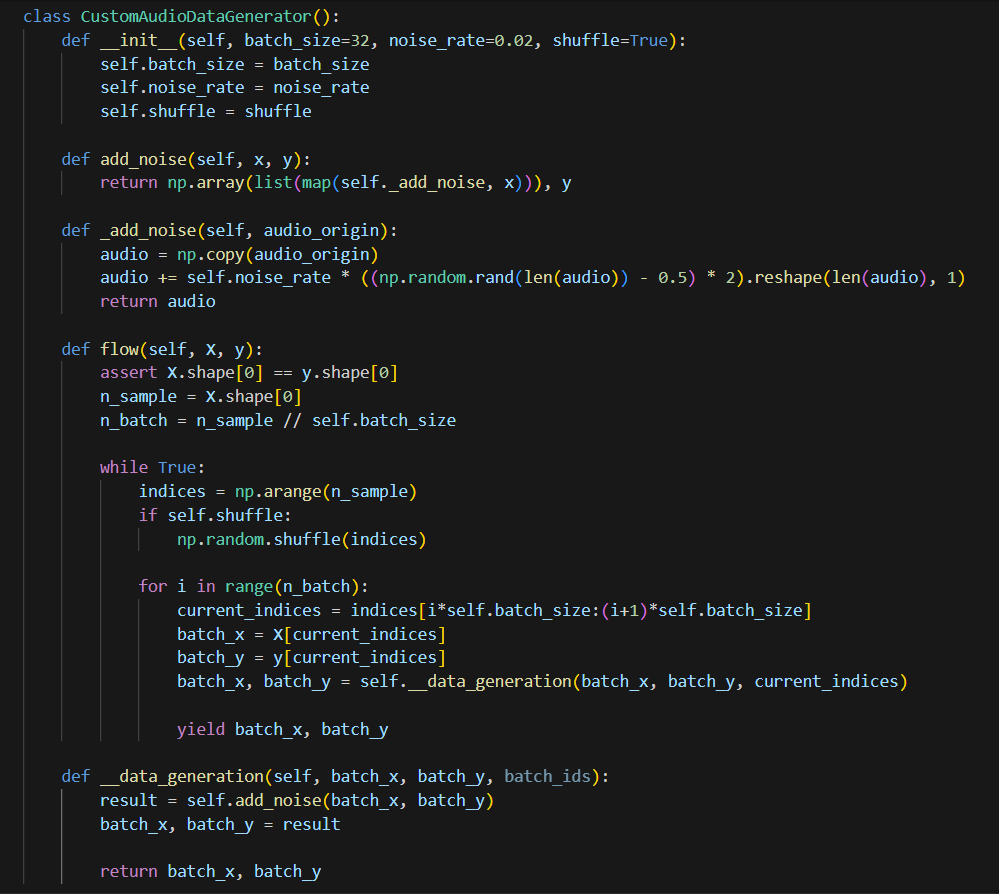 class CustomAudioDataGenerator():
    def __init__(self, batch_size=32, noise_rate=0.02, shuffle=True):
        self.batch_size = batch_size
        self.noise_rate = noise_rate
        self.shuffle = shuffle

    def add_noise(self, x, y):
        return np.array(list(map(self._add_noise, x))), y

    def _add_noise(self, audio_origin):
        audio = np.copy(audio_origin)
        audio += self.noise_rate * ((np.random.rand(len(audio)) - 0.5) * 2).reshape(len(audio), 1)
        return audio

    def flow(self, X, y):
        assert X.shape[0] == y.shape[0]
        n_sample = X.shape[0]
        n_batch = n_sample // self.batch_size

        while True:
            indices = np.arange(n_sample)
            if self.shuffle:
                np.random.shuffle(indices)

            for i in range(n_batch):
                current_indices = indices[i*self.batch_size:(i+1)*self.batch_size]
                batch_x = X[current_indices]
                batch_y = y[current_indices]
                batch_x, batch_y = self.__data_generation(batch_x, batch_y, current_indices)

                yield batch_x, batch_y

    def __data_generation(self, batch_x, batch_y, batch_ids):
        result = self.add_noise(batch_x, batch_y)
        batch_x, batch_y = result

        return batch_x, batch_y